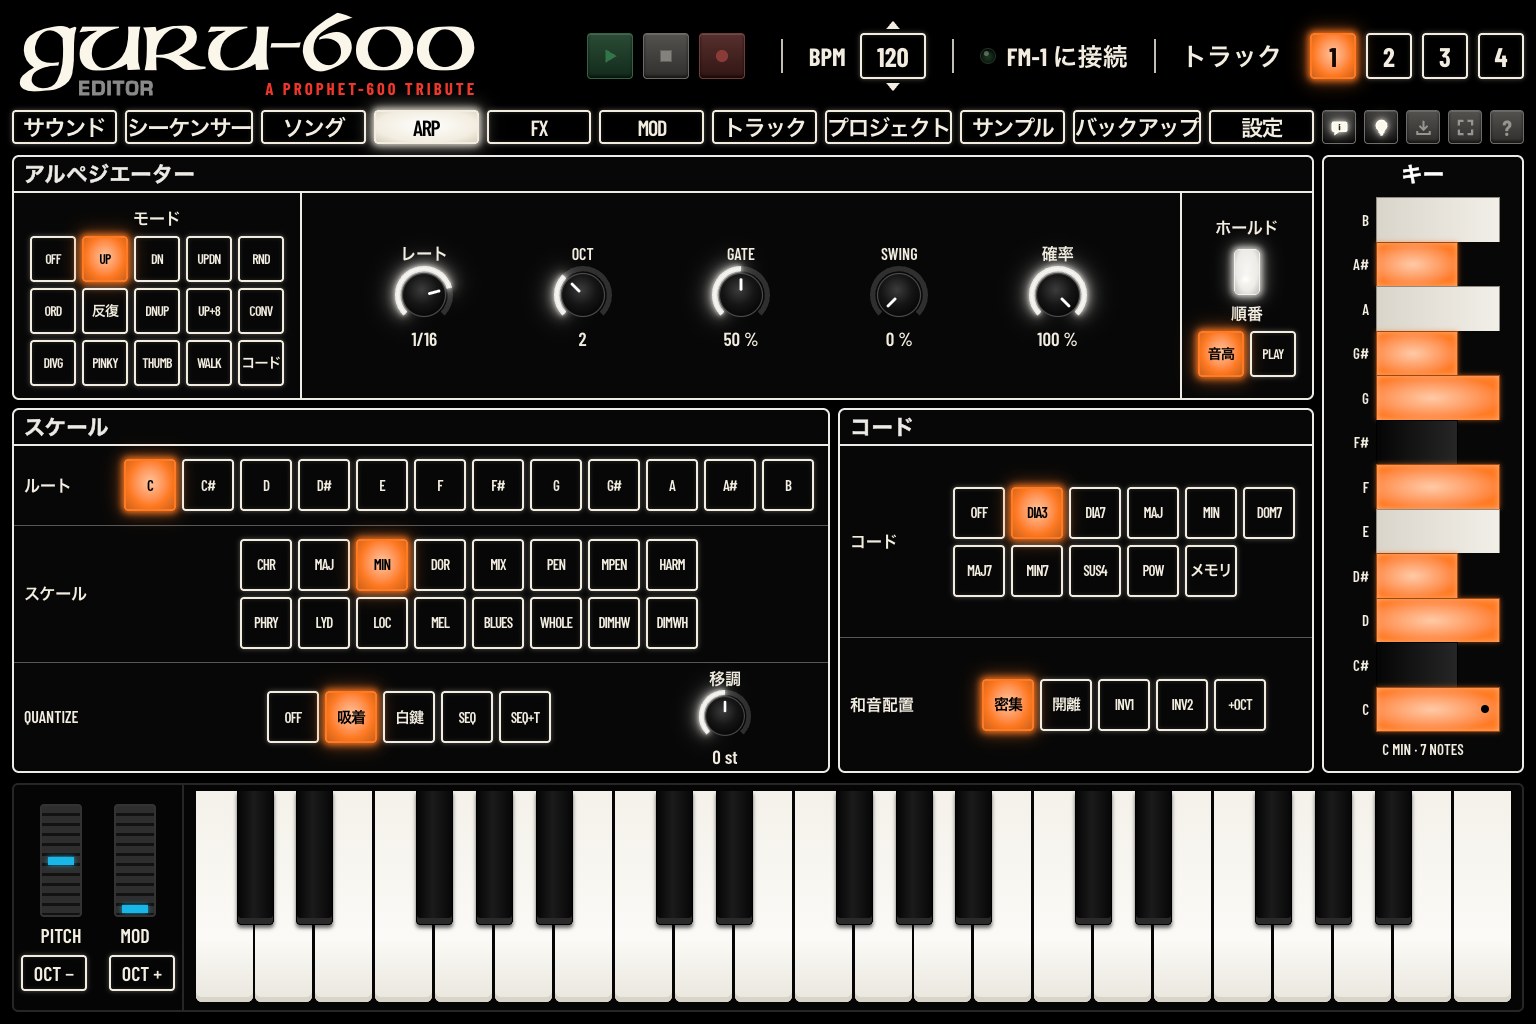 guru-600
EDITOR
A PROPHET-600 TRIBUTE
BPM 120
FM-1 に接続
トラック 1 2 3 4
サウンド シーケンサー ソング ARP FX MOD トラック プロジェクト サンプル バックアップ 設定 ?
アルペジエーター
モード
OFF UP DN UPDN RND
ORD 反復 DNUP UP+8 CONV
DIVG PINKY THUMB WALK コード
レート OCT GATE SWING 確率
1/16 2 50 % 0 % 100 %
ホールド
順番
音高 PLAY
スケール
ルート C C# D D# E F F# G G# A A# B
スケール
CHR MAJ MIN DOR MIX PEN MPEN HARM
PHRY LYD LOC MEL BLUES WHOLE DIMHW DIMWH
QUANTIZE OFF 吸着 白鍵 SEQ SEQ+T
移調
0 st
コード
コード
OFF DIA3 DIA7 MAJ MIN DOM7
MAJ7 MIN7 SUS4 POW メモリ
和音配置 密集 開離 INV1 INV2 +OCT
キー
B
A#
A
G#
G
F#
F
E
D#
D
C#
C
C MIN · 7 NOTES
PITCH MOD
OCT − OCT +